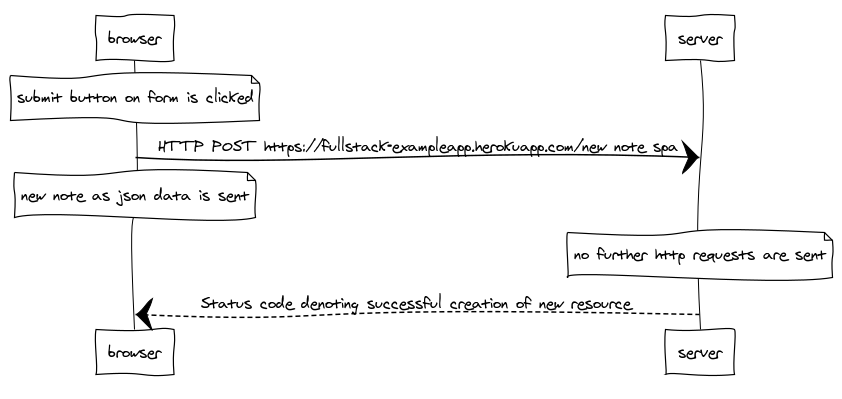 browser
server
submit button on form is clicked
HTTP POST https://fullstack-exampleapp.herokuapp.com/new note spa
new note as json data is sent
no further http requests are sent
Status code denoting successful creation of new resource
browser
server